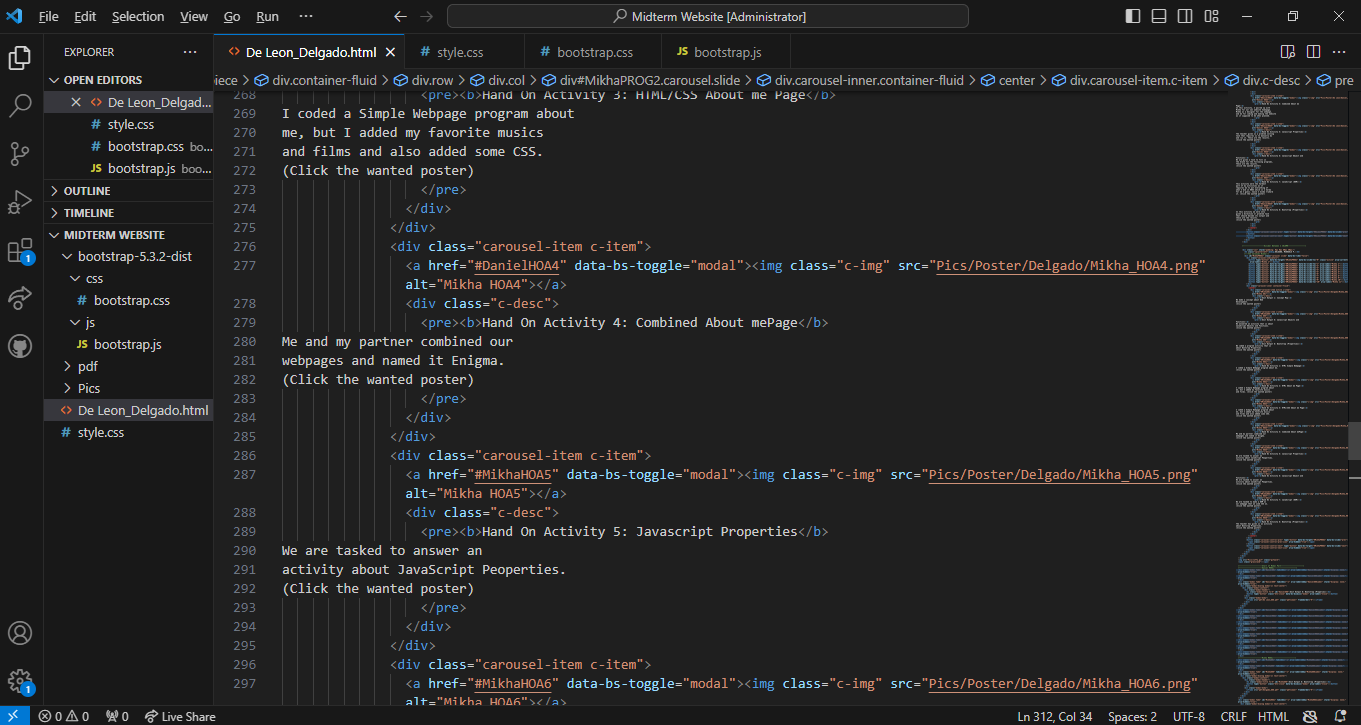 File Edit Selection View Go Run ··· Midterm Website [Administrator]
EXPLORER ···
OPEN EDITORS
De Leon_Delgad...
style.css
bootstrap.css boo...
bootstrap.js boo...
OUTLINE
TIMELINE
MIDTERM WEBSITE
bootstrap-5.3.2-dist
css
bootstrap.css
js
bootstrap.js
pdf
Pics
De Leon_Delgado.html
style.css
De Leon_Delgado.html style.css bootstrap.css bootstrap.js
piece > div.container-fluid > div.row > div.col > div#MikhaPROG2.carousel.slide > div.carousel-inner.container-fluid > center > div.carousel-item.c-item > div.c-desc > pre
268 <pre><b>Hand On Activity 3: HTML/CSS About me Page</b>
269 I coded a Simple Webpage program about
270 me, but I added my favorite musics
271 and films and also added some CSS.
272 (Click the wanted poster)
273 </pre>
274 </div>
275 </div>
276 <div class="carousel-item c-item">
277 <a href="#DanielHOA4" data-bs-toggle="modal"><img class="c-img" src="Pics/Poster/Delgado/Mikha_HOA4.png"
alt="Mikha HOA4"></a>
278 <div class="c-desc">
279 <pre><b>Hand On Activity 4: Combined About mePage</b>
280 Me and my partner combined our
281 webpages and named it Enigma.
282 (Click the wanted poster)
283 </pre>
284 </div>
285 </div>
286 <div class="carousel-item c-item">
287 <a href="#MikhaHOA5" data-bs-toggle="modal"><img class="c-img" src="Pics/Poster/Delgado/Mikha_HOA5.png"
alt="Mikha HOA5"></a>
288 <div class="c-desc">
289 <pre><b>Hand On Activity 5: Javascript Properties</b>
290 We are tasked to answer an
291 activity about JavaScript Peoperties.
292 (Click the wanted poster)
293 </pre>
294 </div>
295 </div>
296 <div class="carousel-item c-item">
297 <a href="#MikhaHOA6" data-bs-toggle="modal"><img class="c-img" src="Pics/Poster/Delgado/Mikha_HOA6.png"
alt="Mikha HOA6"></a>
1
1
0 0 0 Live Share Ln 312, Col 34 Spaces: 2 UTF-8 CRLF HTML